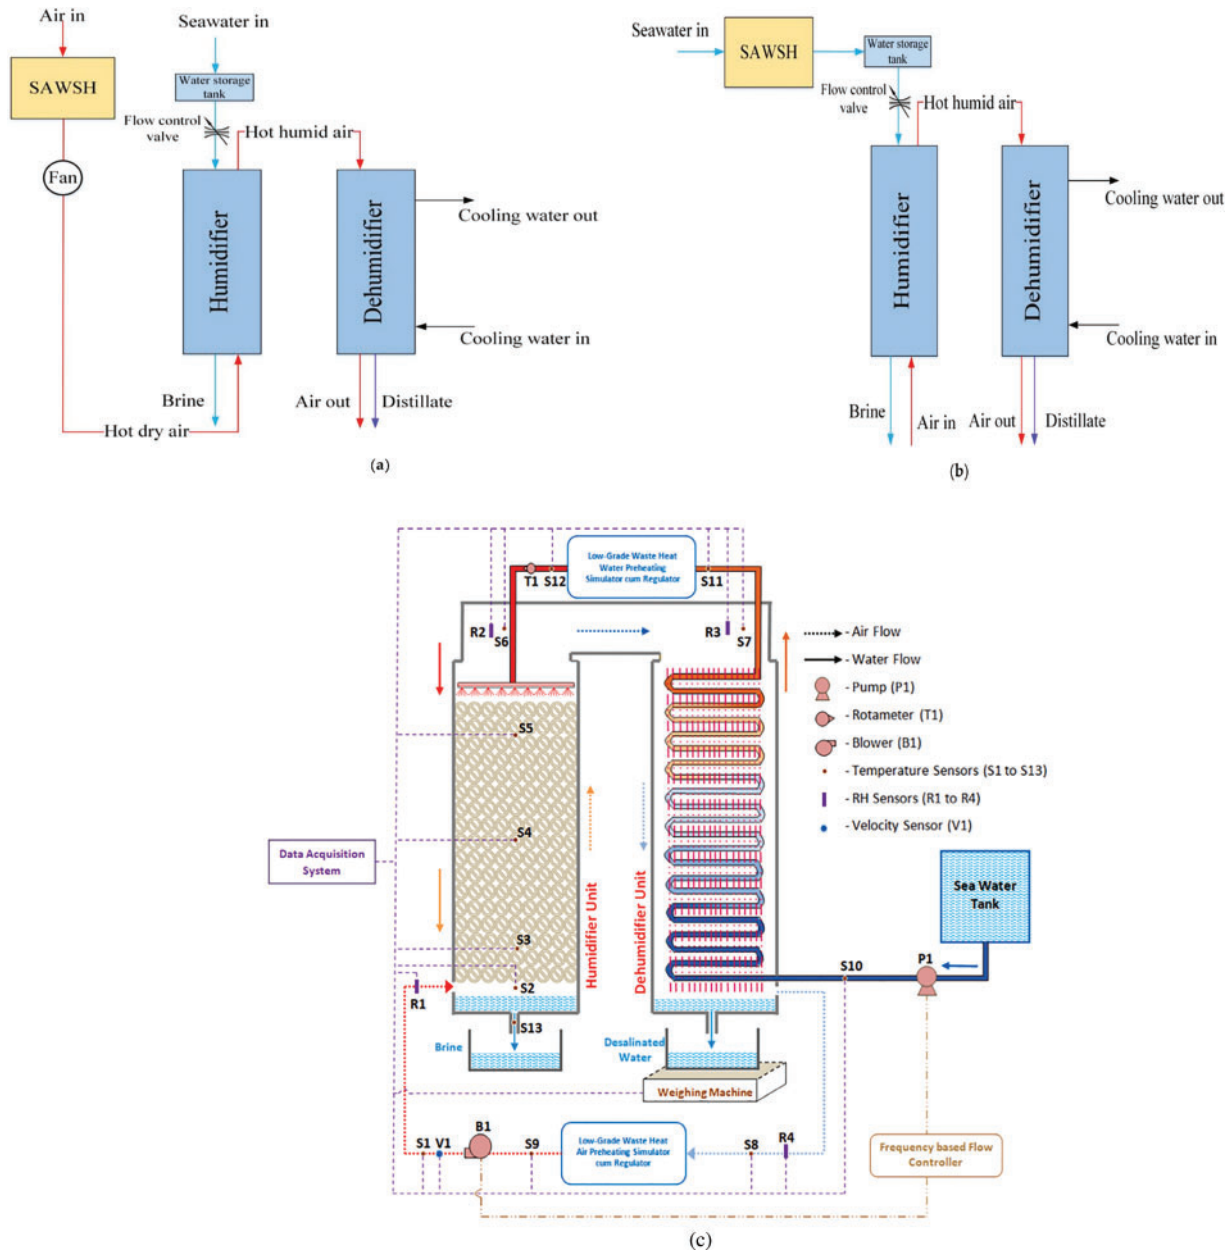 Air in
Seawater in
SAWSH
Water storage
tank
Flow control
valve
Hot humid air
Fan
Humidifier
Dehumidifier
Cooling water out
Cooling water in
Brine
Air out
Distillate
Hot dry air
(a)
Seawater in
SAWSH
Water storage
tank
Flow control
valve
Hot humid air
Humidifier
Dehumidifier
Cooling water out
Cooling water in
Brine
Air in
Air out
Distillate
(b)
Low-Grade Waste Heat
Water Preheating
Simulator cum Regulator
T1
S12
S11
R2
S6
R3
S7
- Air Flow
- Water Flow
- Pump (P1)
- Rotameter (T1)
- Blower (B1)
- Temperature Sensors (S1 to S13)
- RH Sensors (R1 to R4)
- Velocity Sensor (V1)
S5
S4
S3
S2
Data Acquisition
System
Humidifier Unit
Dehumidifier Unit
Sea Water
Tank
S10
P1
R1
S13
Brine
Desalinated
Water
Weighing Machine
S1
V1
B1
S9
Low-Grade Waste Heat
Air Preheating Simulator
cum Regulator
S8
R4
Frequency based Flow
Controller
(c)